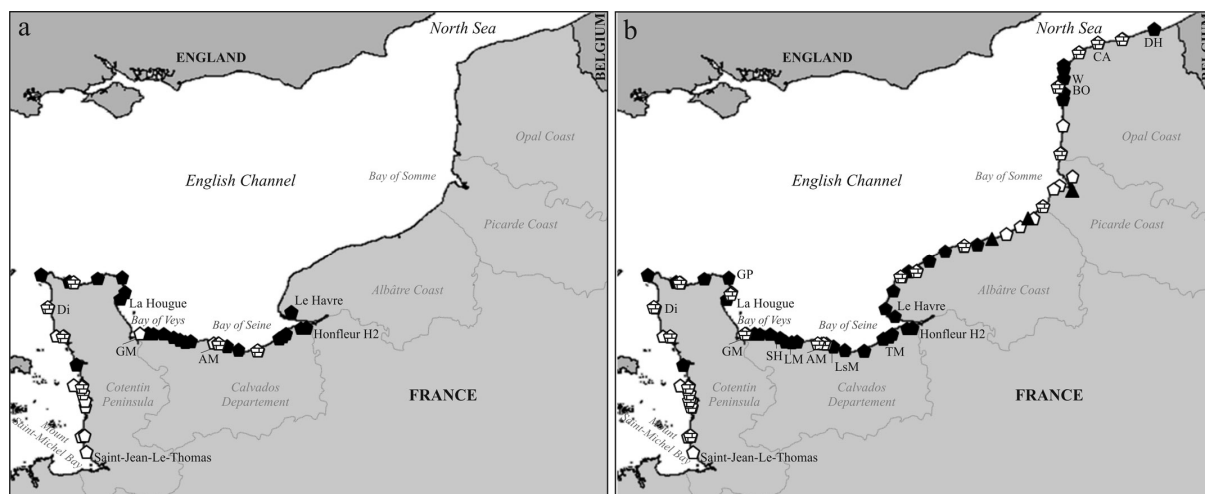 a
North Sea
ENGLAND
BELGIUM
Opal Coast
English Channel
Bay of Somme
Picarde Coast
Albâtre Coast
Di
La Hougue
Le Havre
Bay of Veys
Bay of Seine
Honfleur H2
GM
AM
Cotentin
Peninsula
Calvados
Departement
FRANCE
Mount
Saint-Michel Bay
Saint-Jean-Le-Thomas
b
North Sea
DH
CA
ENGLAND
BELGIUM
W
BO
Opal Coast
English Channel
Bay of Somme
Picarde Coast
GP
Albâtre Coast
Di
La Hougue
Le Havre
Bay of Veys
Bay of Seine
Honfleur H2
GM
SH
LM
AM
TM
LsM
Cotentin
Peninsula
Calvados
Departement
FRANCE
Mount
Saint-Michel Bay
Saint-Jean-Le-Thomas